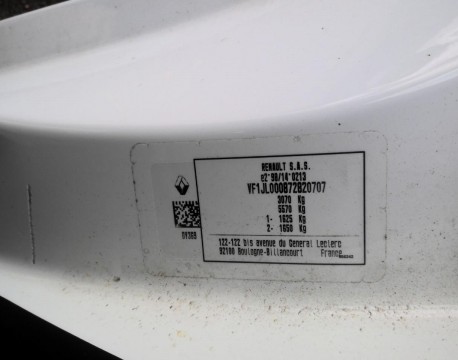 RENAULT S.A.S.
e2*98/14*0213
VF1JL000872820707
3070 Kg
5570 Kg
1- 1625 Kg
2- 1650 Kg
122-122 bis avenue du General Leclerc
92100 Boulogne-Billancourt France